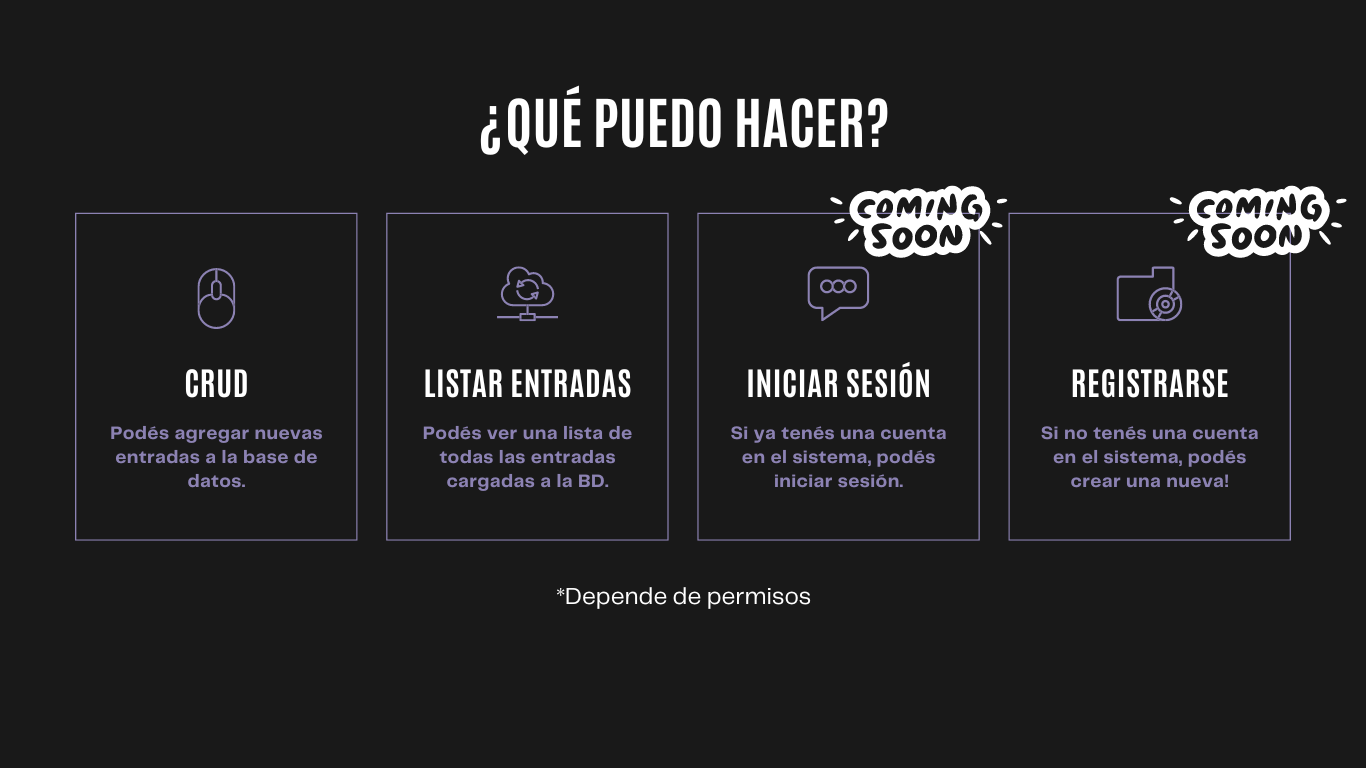 ¿QUÉ PUEDO HACER?
COMING
SOON
COMING
SOON
CRUD
Podés agregar nuevas
entradas a la base de
datos.
LISTAR ENTRADAS
Podés ver una lista de
todas las entradas
cargadas a la BD.
INICIAR SESIÓN
Si ya tenés una cuenta
en el sistema, podés
iniciar sesión.
REGISTRARSE
Si no tenés una cuenta
en el sistema, podés
crear una nueva!
*Depende de permisos